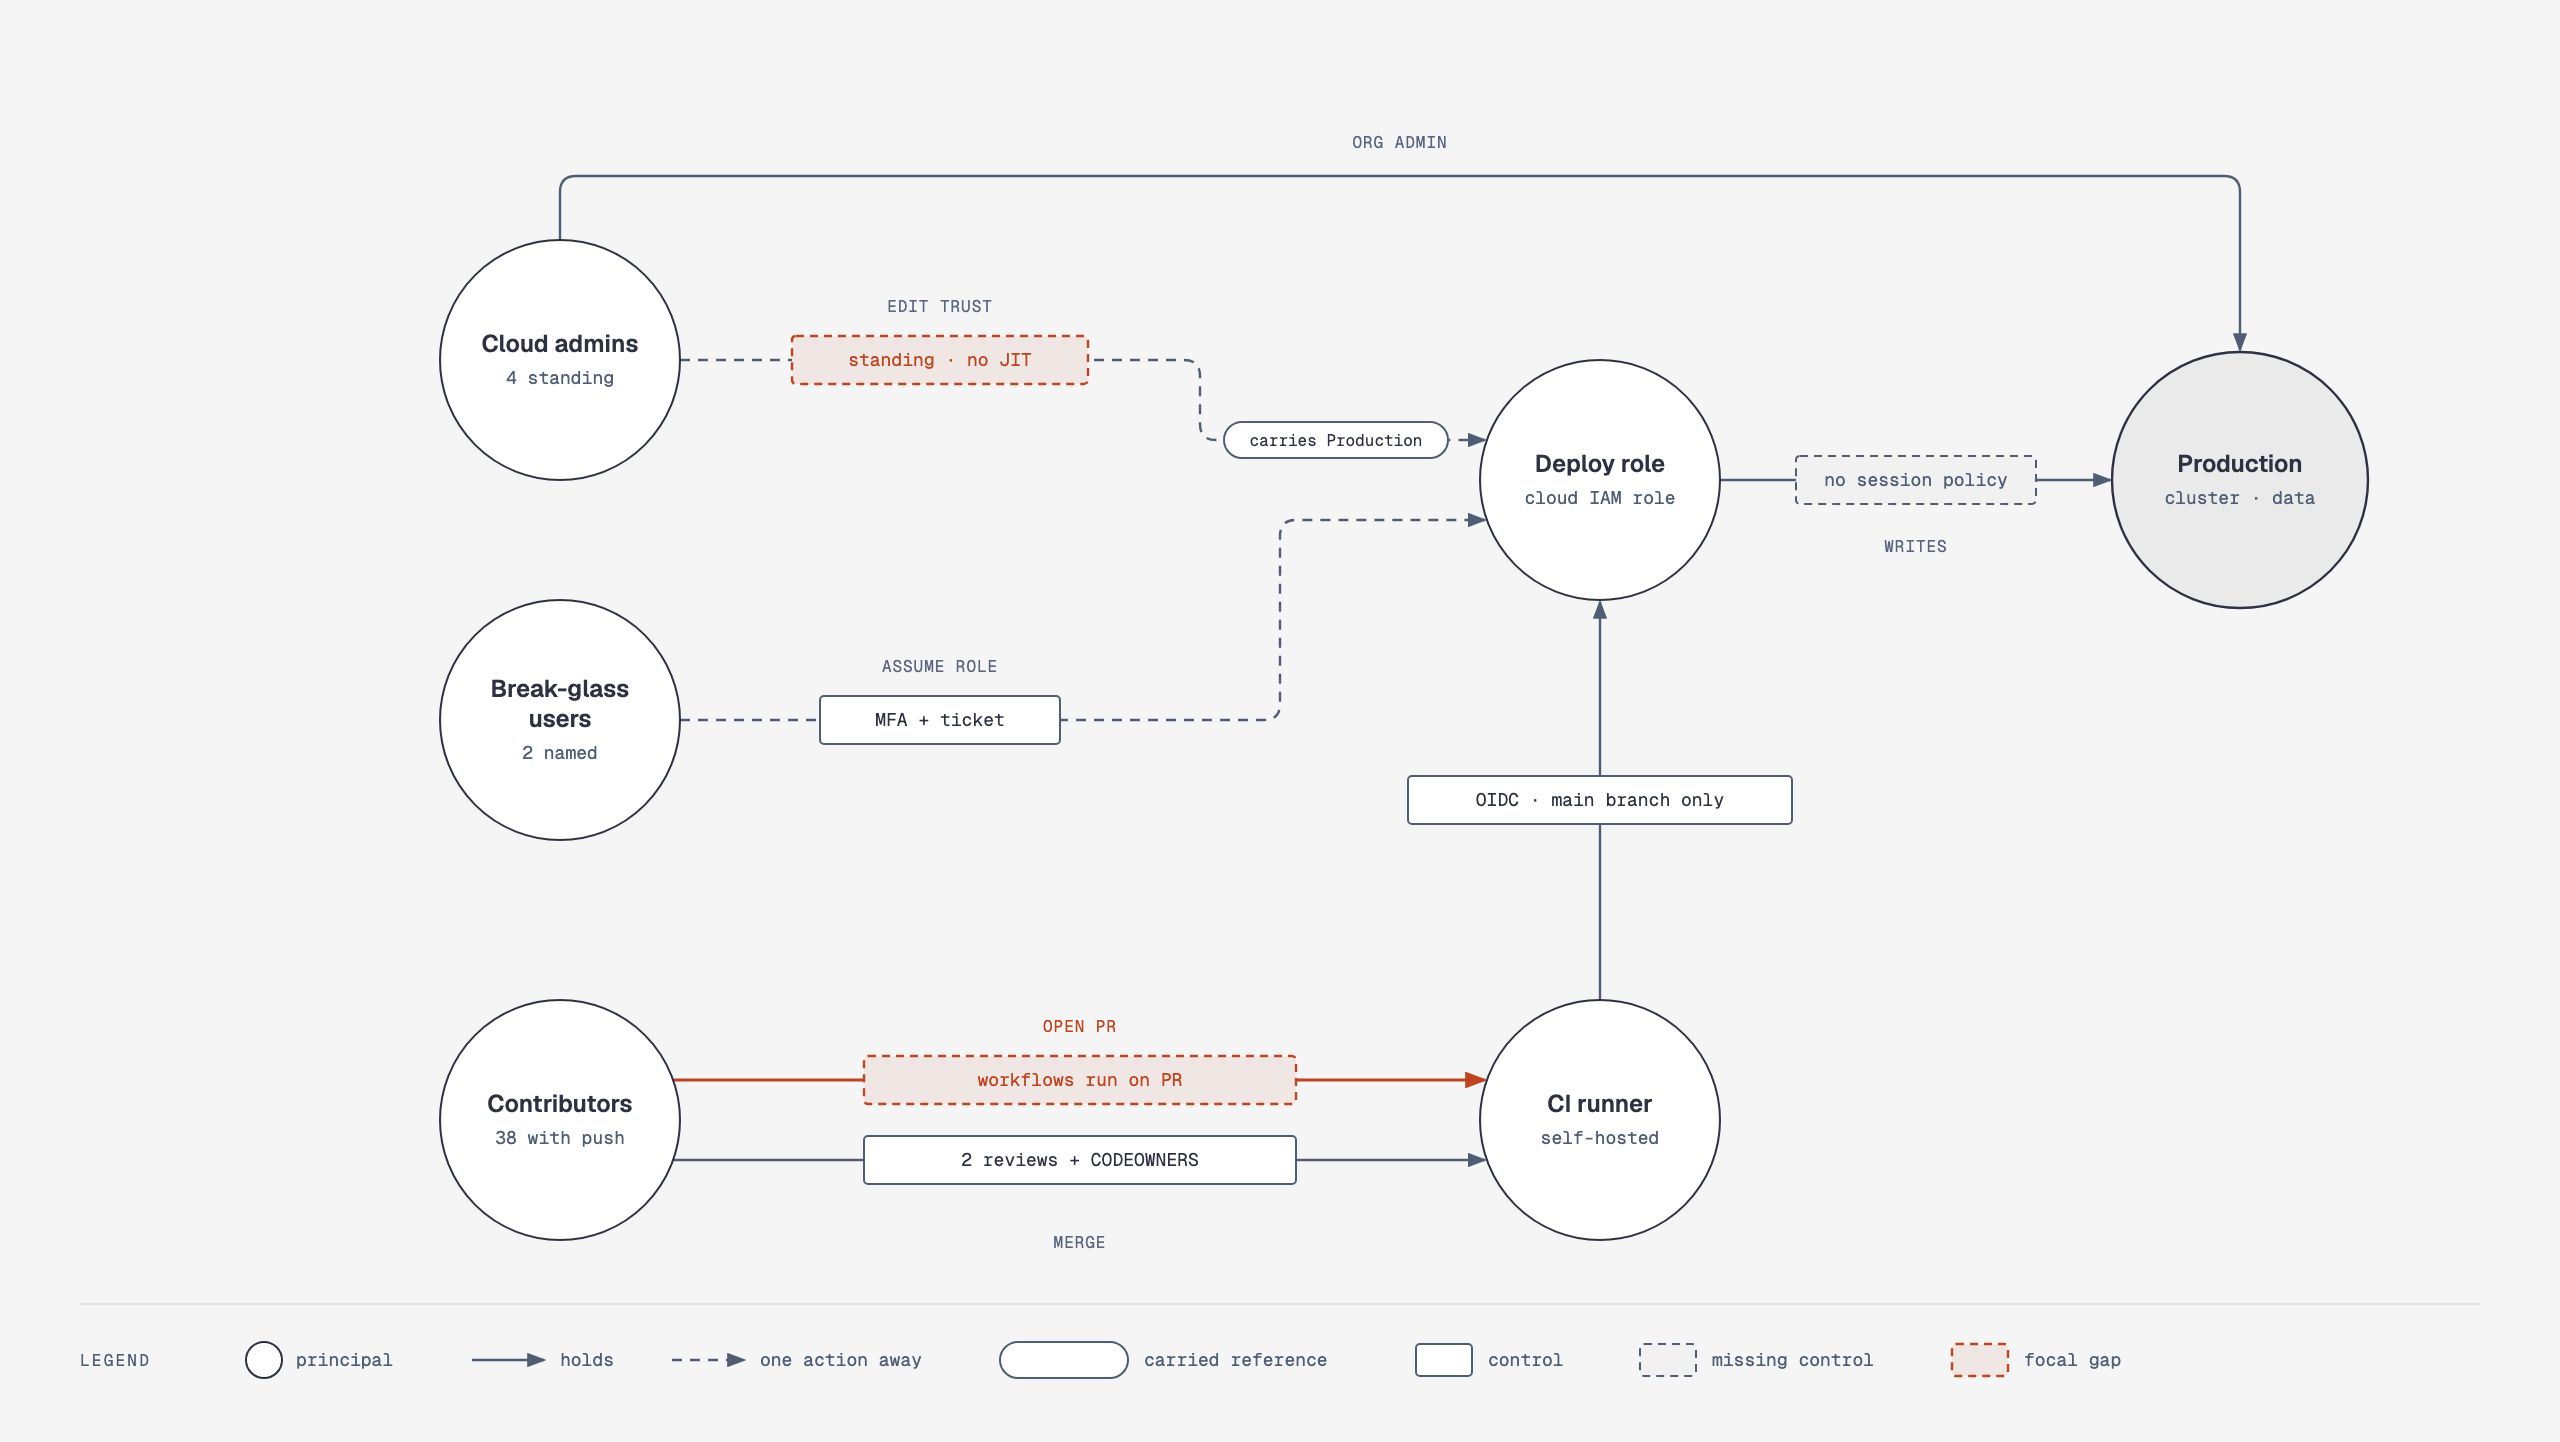 ORG ADMIN
Cloud admins
4 standing
EDIT TRUST
standing · no JIT
carries Production
Deploy role
cloud IAM role
no session policy
WRITES
Production
cluster · data
Break-glass
users
2 named
ASSUME ROLE
MFA + ticket
OIDC · main branch only
Contributors
38 with push
OPEN PR
workflows run on PR
2 reviews + CODEOWNERS
MERGE
CI runner
self-hosted
LEGEND
principal
holds
one action away
carried reference
control
missing control
focal gap